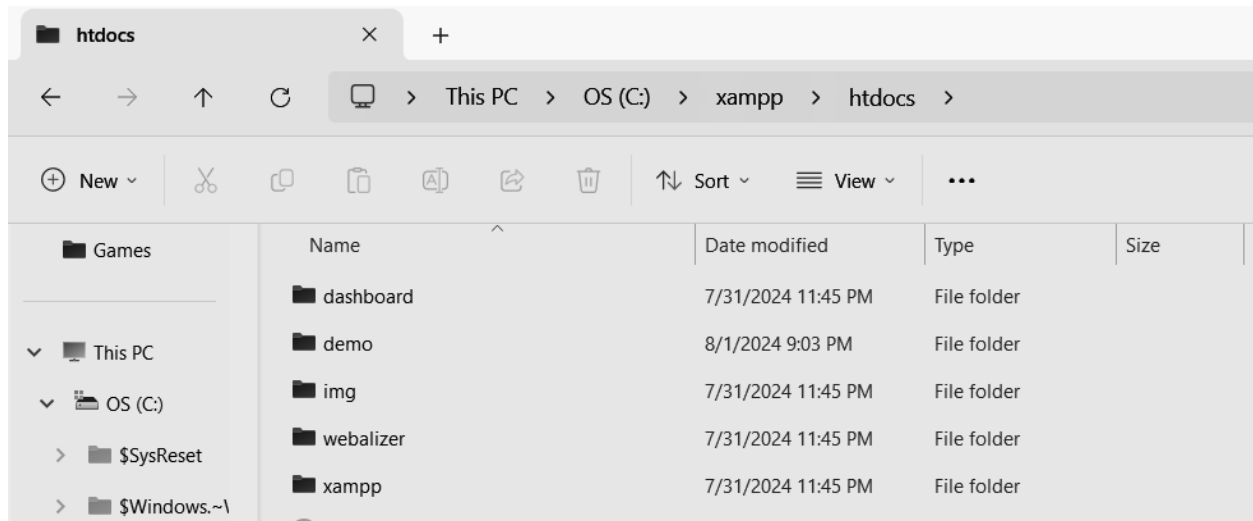 htdocs
This PC > OS (C:) > xampp > htdocs >
New Sort View
Name Date modified Type Size
Games
dashboard 7/31/2024 11:45 PM File folder
demo 8/1/2024 9:03 PM File folder
This PC
img 7/31/2024 11:45 PM File folder
OS (C:)
webalizer 7/31/2024 11:45 PM File folder
$SysReset
xampp 7/31/2024 11:45 PM File folder
$Windows.~\